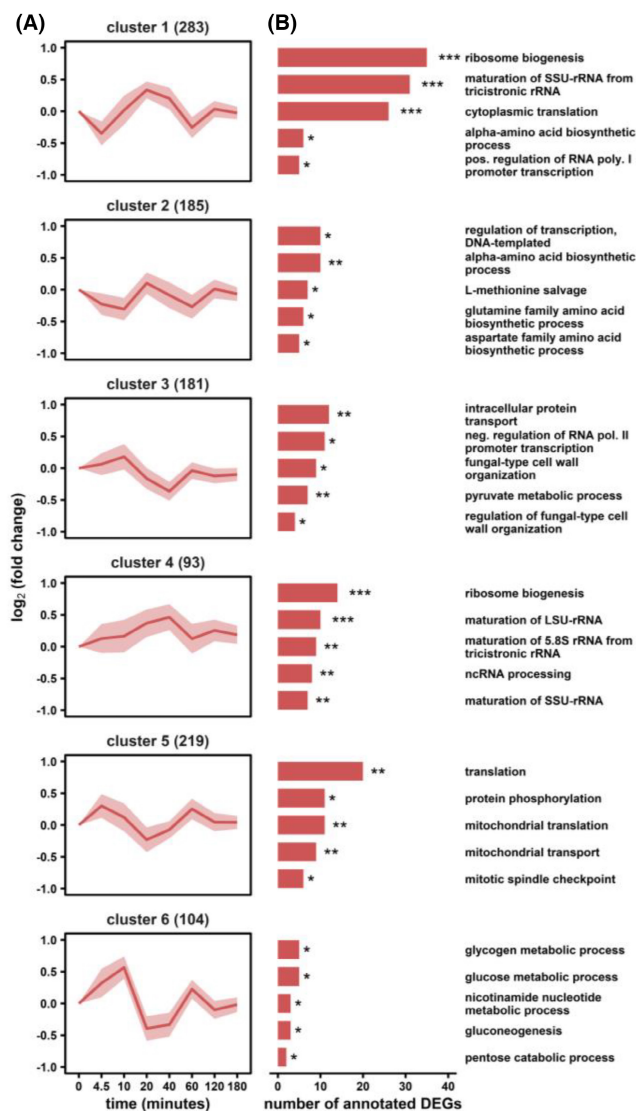 (A)
(B)
cluster 1 (283)
1.0
0.5
0.0
-0.5
-1.0
***
ribosome biogenesis
***
maturation of SSU-rRNA from
tricistronic rRNA
***
cytoplasmic translation
*
alpha-amino acid biosynthetic
process
*
pos. regulation of RNA poly. I
promoter transcription
cluster 2 (185)
1.0
0.5
0.0
-0.5
-1.0
*
regulation of transcription,
DNA-templated
**
alpha-amino acid biosynthetic
process
*
L-methionine salvage
*
glutamine family amino acid
biosynthetic process
*
aspartate family amino acid
biosynthetic process
cluster 3 (181)
1.0
0.5
0.0
-0.5
-1.0
**
intracellular protein
transport
*
neg. regulation of RNA pol. II
promoter transcription
*
fungal-type cell wall
organization
**
pyruvate metabolic process
*
regulation of fungal-type cell
wall organization
log2 (fold change)
cluster 4 (93)
1.0
0.5
0.0
-0.5
-1.0
***
ribosome biogenesis
***
maturation of LSU-rRNA
**
maturation of 5.8S rRNA from
tricistronic rRNA
**
ncRNA processing
**
maturation of SSU-rRNA
cluster 5 (219)
1.0
0.5
0.0
-0.5
-1.0
**
translation
*
protein phosphorylation
**
mitochondrial translation
**
mitochondrial transport
*
mitotic spindle checkpoint
cluster 6 (104)
1.0
0.5
0.0
-0.5
-1.0
*
glycogen metabolic process
*
glucose metabolic process
*
nicotinamide nucleotide
metabolic process
*
gluconeogenesis
*
pentose catabolic process
0 4.5 10 20 40 60 120 180
time (minutes)
0 10 20 30 40
number of annotated DEGs